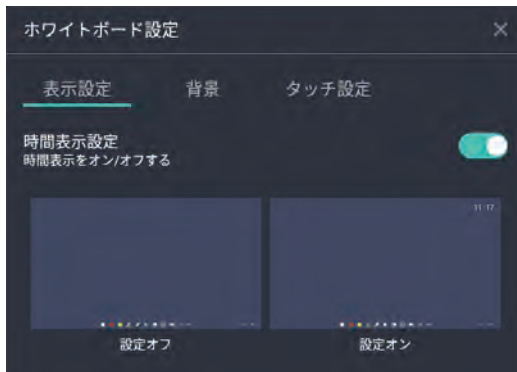 ホワイトボード設定
表示設定 背景 タッチ設定
時間表示設定
時間表示をオン/オフする
11:17
設定オフ 設定オン